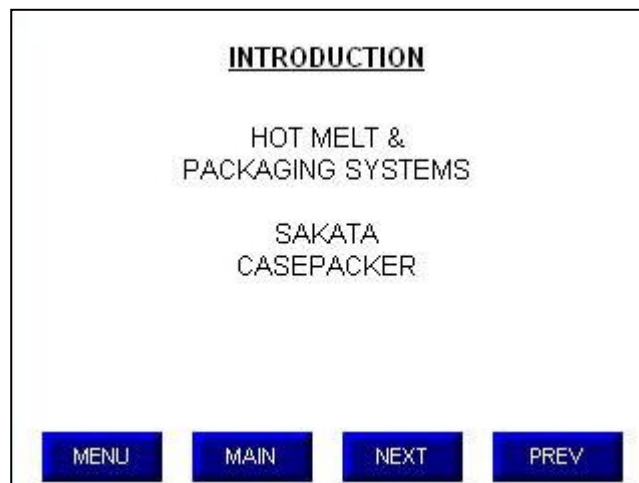 INTRODUCTION
HOT MELT &
PACKAGING SYSTEMS
SAKATA
CASEPACKER
MENU MAIN NEXT PREV